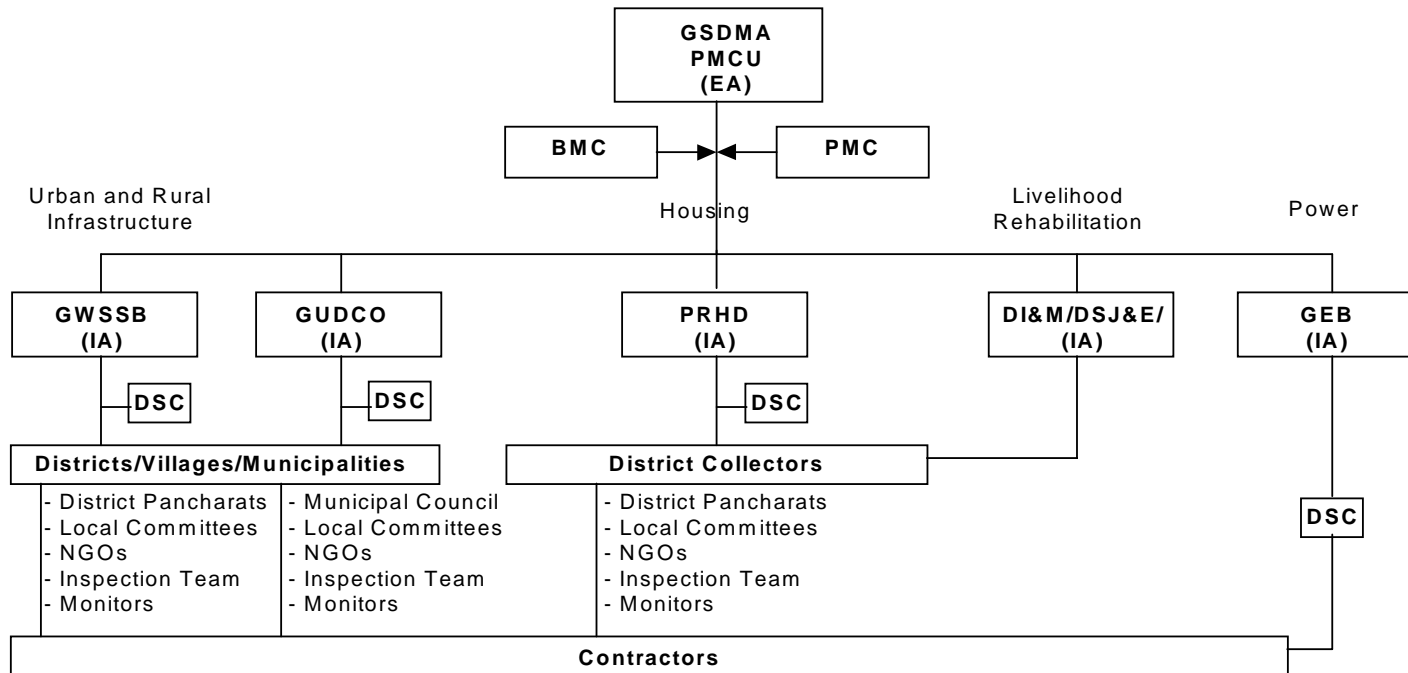 GSDMA
PMCU
(EA)
BMC
PMC
Urban and Rural
Infrastructure
Housing
Livelihood
Rehabilitation
Power
GWSSB
(IA)
GUDCO
(IA)
PRHD
(IA)
DI&M/DSJ&E/
(IA)
GEB
(IA)
DSC
DSC
DSC
Districts/Villages/Municipalities
District Collectors
- District Pancharats
- Local Committees
- NGOs
- Inspection Team
- Monitors
- Municipal Council
- Local Committees
- NGOs
- Inspection Team
- Monitors
- District Pancharats
- Local Committees
- NGOs
- Inspection Team
- Monitors
DSC
Contractors